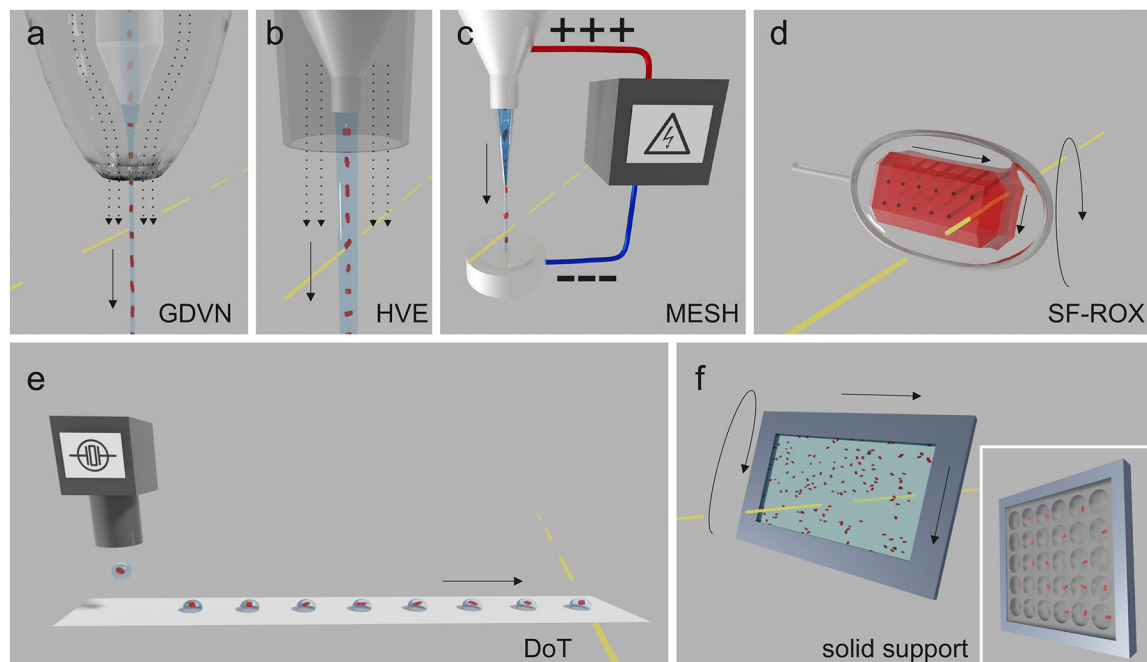 a
GDVN
b
HVE
c
+++
---
MESH
d
SF-ROX
e
DoT
f
solid support